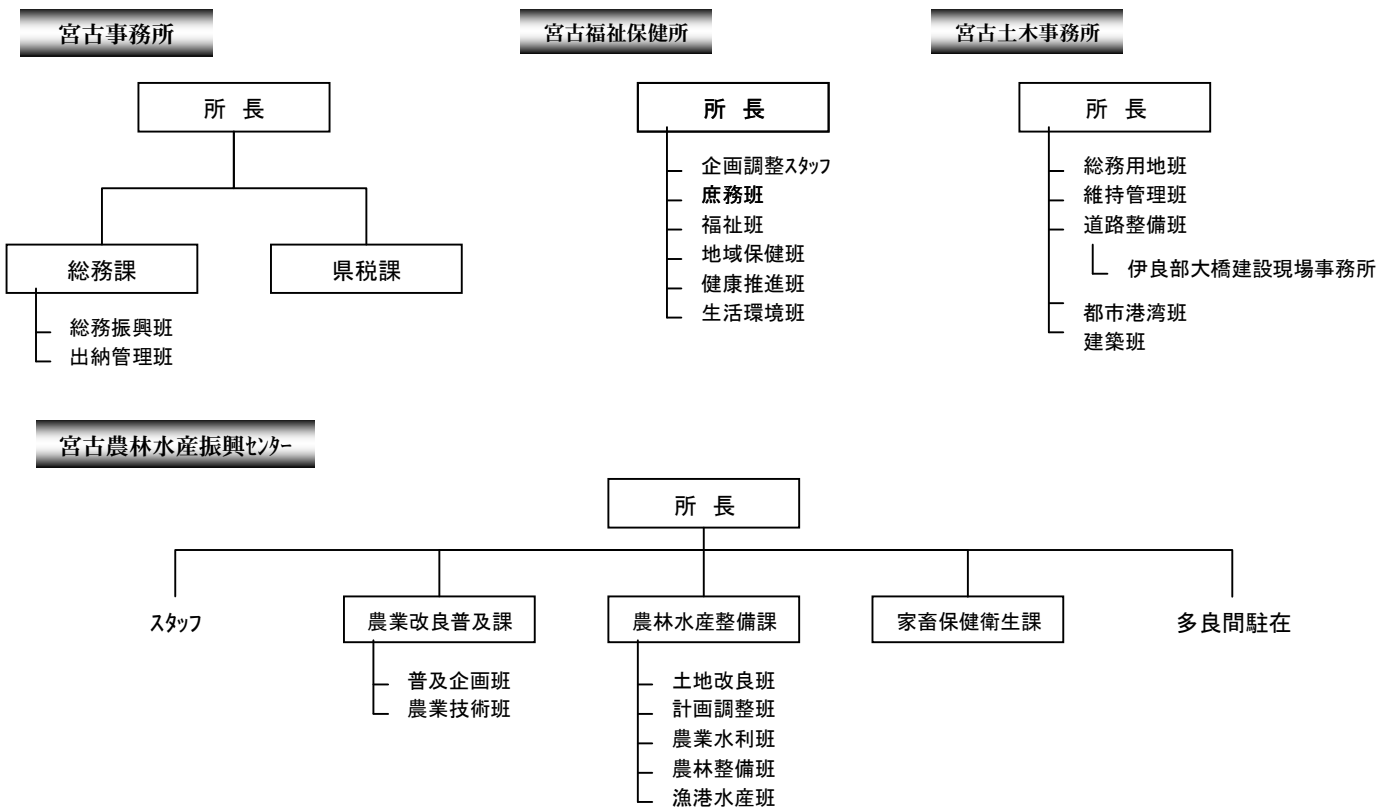 宮古事務所
所 長
総務課
県税課
総務振興班
出納管理班
宮古福祉保健所
所 長
企画調整ｽﾀｯﾌ
庶務班
福祉班
地域保健班
健康推進班
生活環境班
宮古土木事務所
所 長
総務用地班
維持管理班
道路整備班
伊良部大橋建設現場事務所
都市港湾班
建築班
宮古農林水産振興ｾﾝﾀｰ
所 長
ｽﾀｯﾌ
農業改良普及課
農林水産整備課
家畜保健衛生課
多良間駐在
普及企画班
農業技術班
土地改良班
計画調整班
農業水利班
農林整備班
漁港水産班